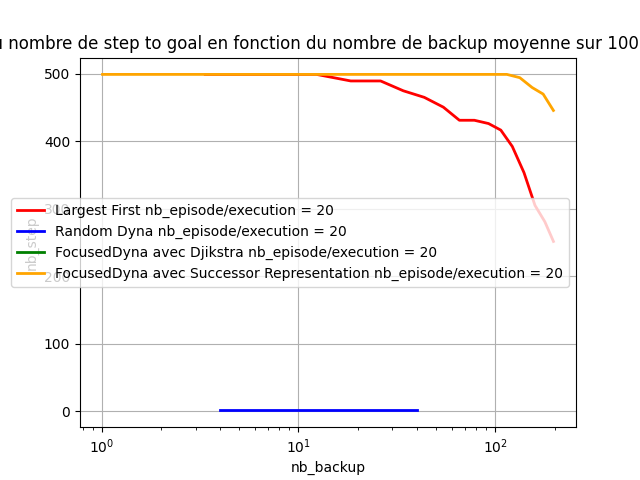 nombre de step to goal en fonction du nombre de backup moyenne sur 100
500
400
300
200
100
0
nb_step
Largest First nb_episode/execution = 20
Random Dyna nb_episode/execution = 20
FocusedDyna avec Djikstra nb_episode/execution = 20
FocusedDyna avec Successor Representation nb_episode/execution = 20
10⁰ 10¹ 10²
nb_backup